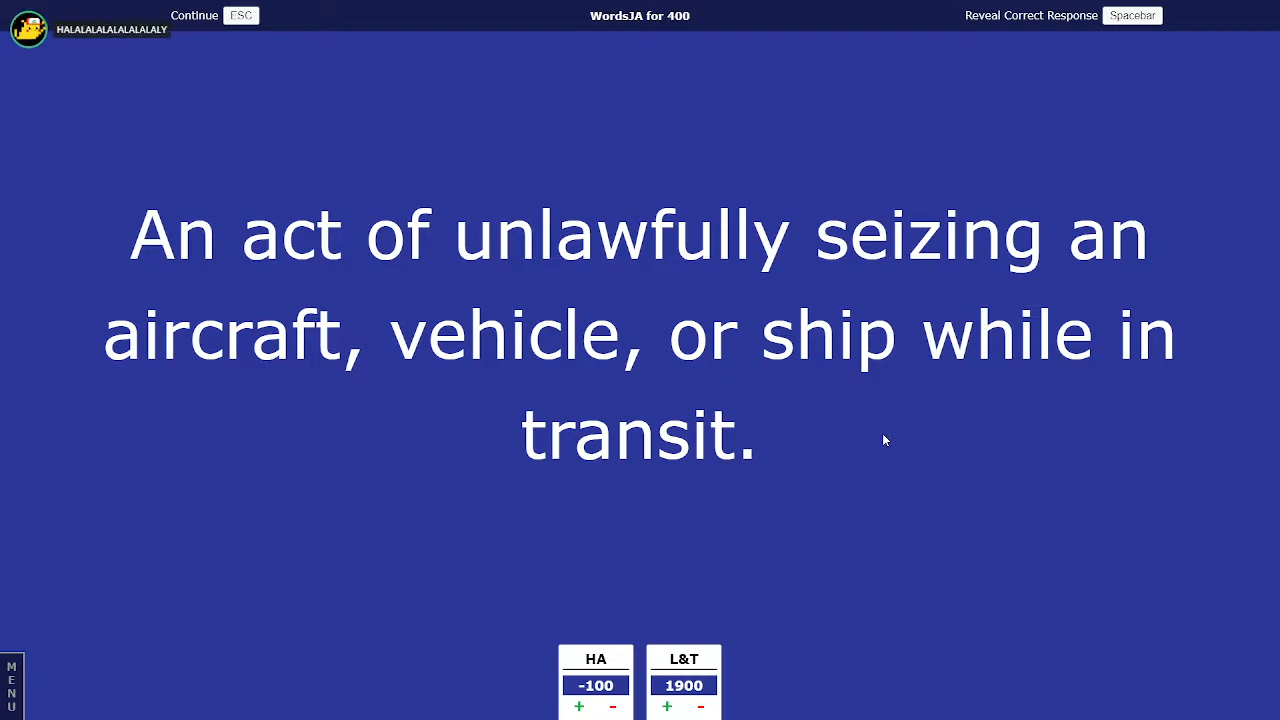 Continue ESC
WordsJA for 400
Reveal Correct Response Spacebar
HALALALALALALALALY
An act of unlawfully seizing an
aircraft, vehicle, or ship while in
transit.
MENU
HA
-100
+ -
L&T
1900
+ -